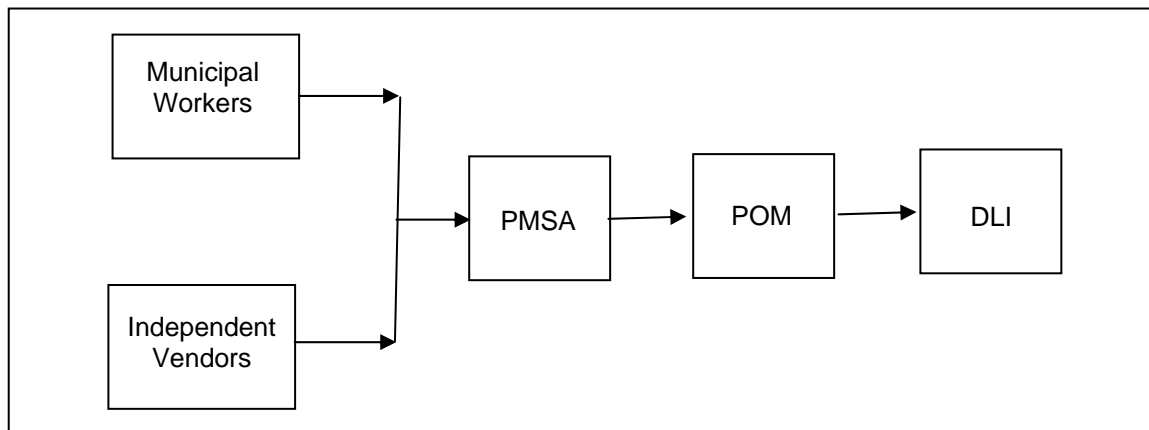 Municipal
Workers
Independent
Vendors
PMSA
POM
DLI